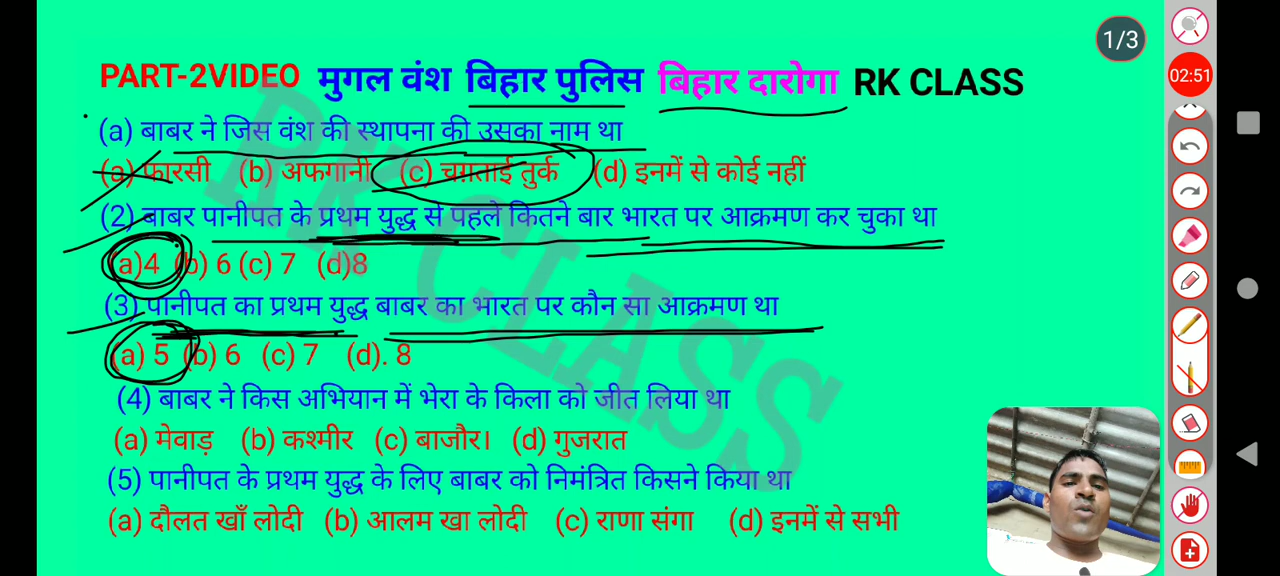 1/3
02:51
PART-2VIDEO मुगल वंश बिहार पुलिस बिहार दारोगा RK CLASS
(a) बाबर ने जिस वंश की स्थापना की उसका नाम था
(a) फारसी (b) अफगानी (c) चग़ताई तुर्क (d) इनमें से कोई नहीं
(2) बाबर पानीपत के प्रथम युद्ध से पहले कितने बार भारत पर आक्रमण कर चुका था
(a)4 (b) 6 (c) 7 (d)8
(3) पानीपत का प्रथम युद्ध बाबर का भारत पर कौन सा आक्रमण था
(a) 5 (b) 6 (c) 7 (d). 8
(4) बाबर ने किस अभियान में भेरा के किला को जीत लिया था
(a) मेवाड़ (b) कश्मीर (c) बाजौर। (d) गुजरात
(5) पानीपत के प्रथम युद्ध के लिए बाबर को निमंत्रित किसने किया था
(a) दौलत खाँ लोदी (b) आलम खा लोदी (c) राणा संगा (d) इनमें से सभी
RK CLASS